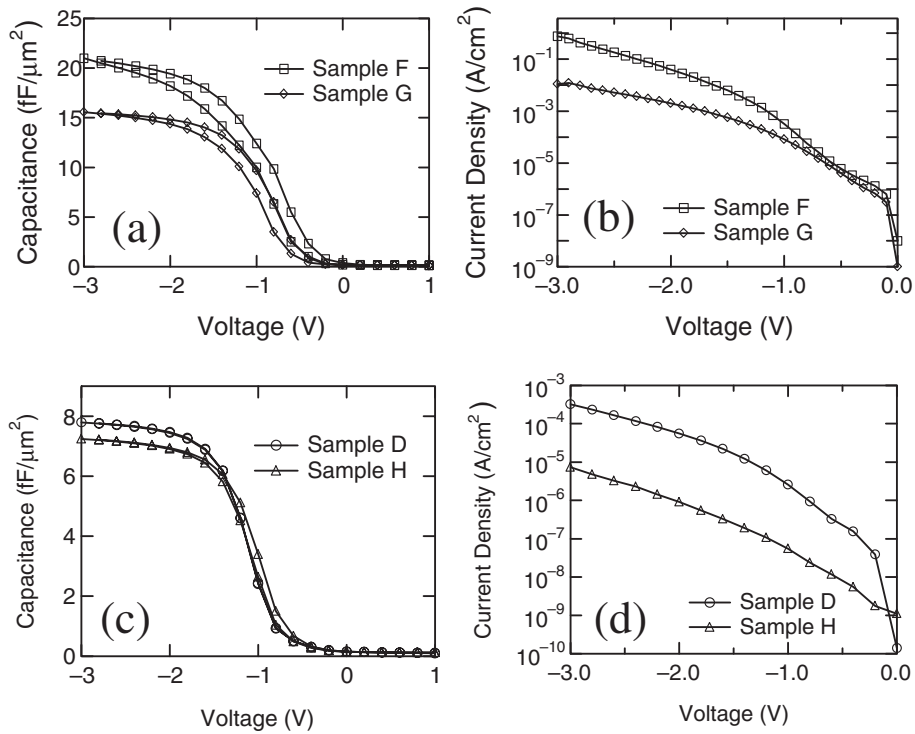 Capacitance (fF/μm²)
25
20
15
10
5
0
Sample F
Sample G
(a)
−3 −2 −1 0 1
Voltage (V)
Current Density (A/cm²)
10⁻¹
10⁻³
10⁻⁵
10⁻⁷
10⁻⁹
Sample F
Sample G
(b)
−3.0 −2.0 −1.0 0.0
Voltage (V)
Capacitance (fF/μm²)
8
6
4
2
0
Sample D
Sample H
(c)
−3 −2 −1 0 1
Voltage (V)
Current Density (A/cm²)
10⁻³
10⁻⁴
10⁻⁵
10⁻⁶
10⁻⁷
10⁻⁸
10⁻⁹
10⁻¹⁰
Sample D
Sample H
(d)
−3.0 −2.0 −1.0 0.0
Voltage (V)